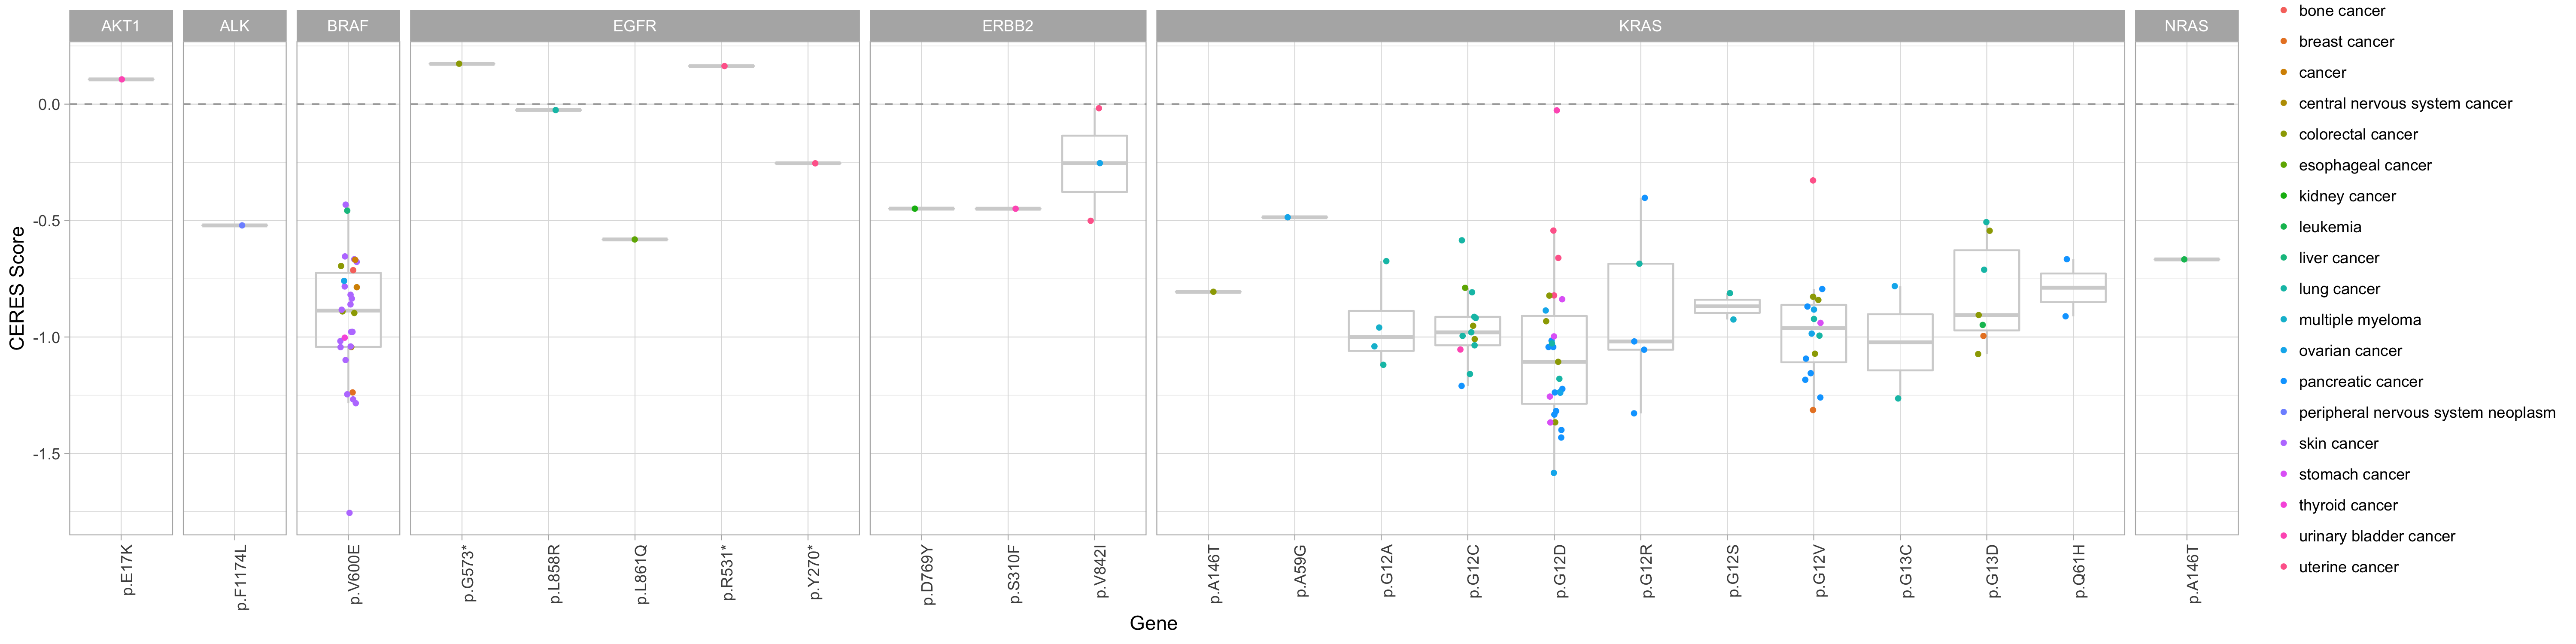 AKT1 ALK BRAF EGFR ERBB2 KRAS NRAS
CERES Score
0.0
-0.5
-1.0
-1.5
p.E17K p.F1174L p.V600E p.G573* p.L858R p.L861Q p.R531* p.Y270* p.D769Y p.S310F p.V842I p.A146T p.A59G p.G12A p.G12C p.G12D p.G12R p.G12S p.G12V p.G13C p.G13D p.Q61H p.A146T
Gene
bone cancer
breast cancer
cancer
central nervous system cancer
colorectal cancer
esophageal cancer
kidney cancer
leukemia
liver cancer
lung cancer
multiple myeloma
ovarian cancer
pancreatic cancer
peripheral nervous system neoplasm
skin cancer
stomach cancer
thyroid cancer
urinary bladder cancer
uterine cancer